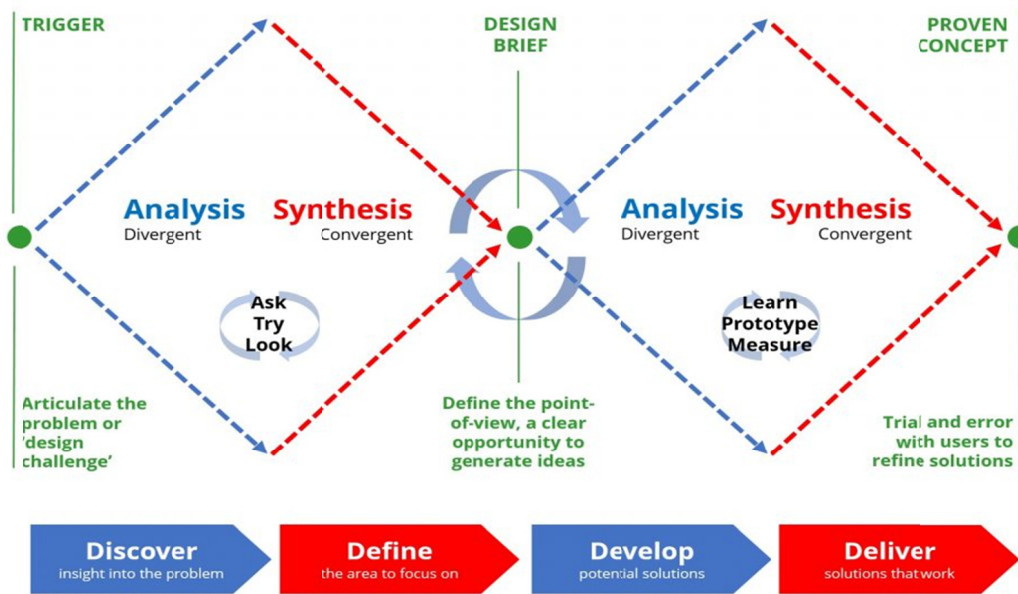 TRIGGER
DESIGN
BRIEF
PROVEN
CONCEPT
Analysis
Divergent
Synthesis
Convergent
Analysis
Divergent
Synthesis
Convergent
Ask
Try
Look
Learn
Prototype
Measure
Articulate the
problem or
‘design
challenge’
Define the point-
of-view, a clear
opportunity to
generate ideas
Trial and error
with users to
refine solutions
Discover
insight into the problem
Define
the area to focus on
Develop
potential solutions
Deliver
solutions that work